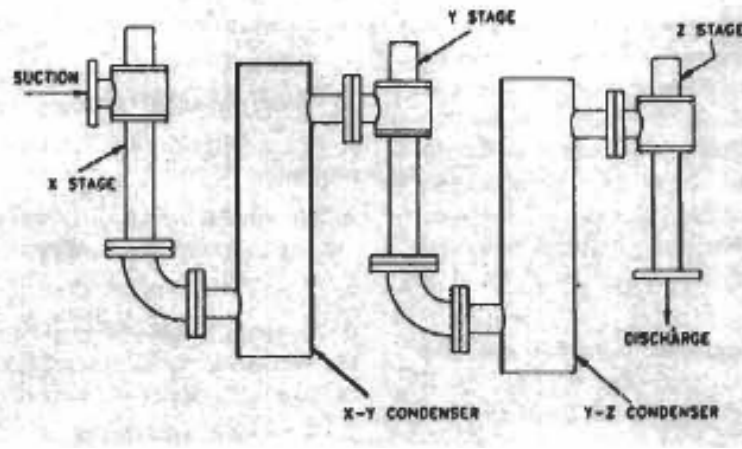 Y STAGE
Z STAGE
SUCTION
X STAGE
DISCHARGE
X-Y CONDENSER
Y-Z CONDENSER